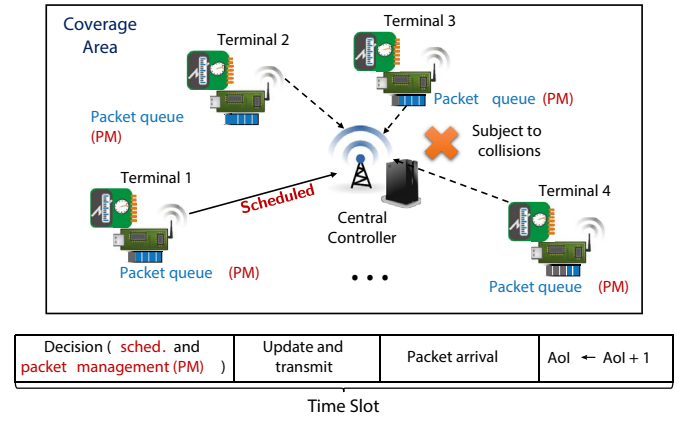 Coverage
Area
Terminal 2
Terminal 3
Packet queue
(PM)
Packet queue (PM)
Subject to
collisions
Terminal 1
Scheduled
Terminal 4
Central
Controller
Packet queue (PM)
Packet queue (PM)
• • •
Decision ( sched. and
packet management (PM) )
Update and
transmit
Packet arrival
AoI ← AoI + 1
Time Slot